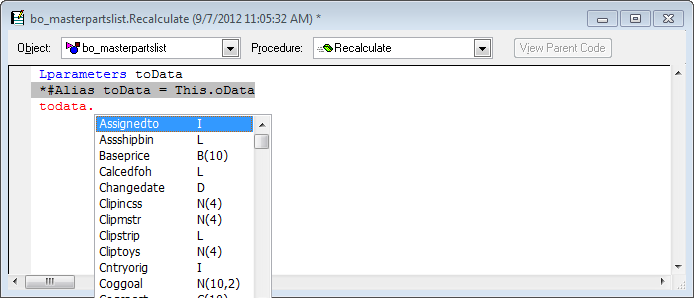 bo_masterpartslist.Recalculate (9/7/2012 11:05:32 AM) *
Object: bo_masterpartslist Procedure: Recalculate View Parent Code
Lparameters toData
*#Alias toData = This.oData
todata.
Assignedto I
Assshipbin L
Baseprice B(10)
Calcedfoh L
Changedate D
Clipincss N(4)
Clipmstr N(4)
Clipstrip L
Cliptoys N(4)
Cntryorig I
Coggoal N(10,2)